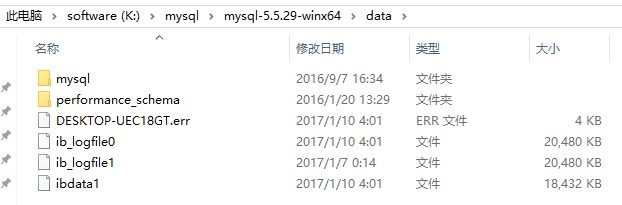 此电脑 › software (K:) › mysql › mysql-5.5.29-winx64 › data ›
名称 修改日期 类型 大小
mysql 2016/9/7 16:34 文件夹
performance_schema 2016/1/20 13:29 文件夹
DESKTOP-UEC18GT.err 2017/1/10 4:01 ERR 文件 4 KB
ib_logfile0 2017/1/10 4:01 文件 20,480 KB
ib_logfile1 2017/1/7 0:14 文件 20,480 KB
ibdata1 2017/1/10 4:01 文件 18,432 KB